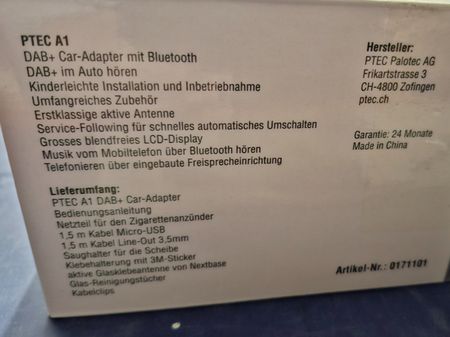 PTEC A1
DAB+ Car-Adapter mit Bluetooth
DAB+ im Auto hören
Kinderleichte Installation und Inbetriebnahme
Umfangreiches Zubehör
Erstklassige aktive Antenne
Service-Following für schnelles automatisches Umschalten
Grosses blendfreies LCD-Display
Musik vom Mobiltelefon über Bluetooth hören
Telefonieren über eingebaute Freisprecheinrichtung
Lieferumfang:
PTEC A1 DAB+ Car-Adapter
Bedienungsanleitung
Netzteil für den Zigarettenanzünder
1,5 m Kabel Micro-USB
1,5 m Kabel Line-Out 3,5mm
Saughalter für die Scheibe
Klebehalterung mit 3M-Sticker
aktive Glasklebeantenne von Nextbase
Glas-Reinigungstücher
Kabelclips
Hersteller:
PTEC Palotec AG
Frikartstrasse 3
CH-4800 Zofingen
ptec.ch
Garantie: 24 Monate
Made in China
Artikel-Nr.: 0171101